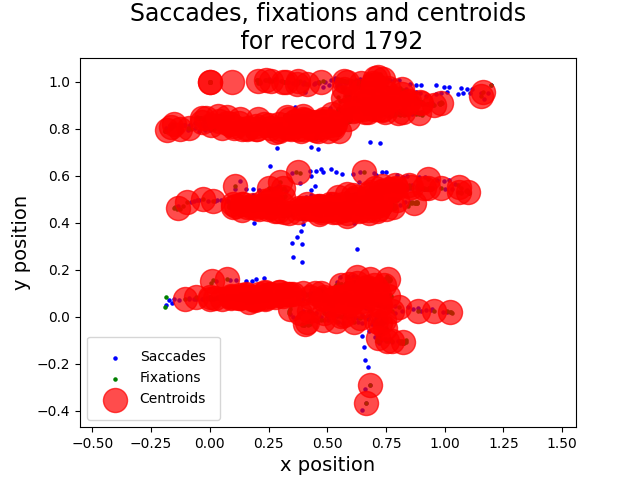 Saccades, fixations and centroids
for record 1792
1.0
0.8
0.6
0.4
0.2
0.0
−0.2
−0.4
y position
Saccades
Fixations
Centroids
−0.50 −0.25 0.00 0.25 0.50 0.75 1.00 1.25 1.50
x position